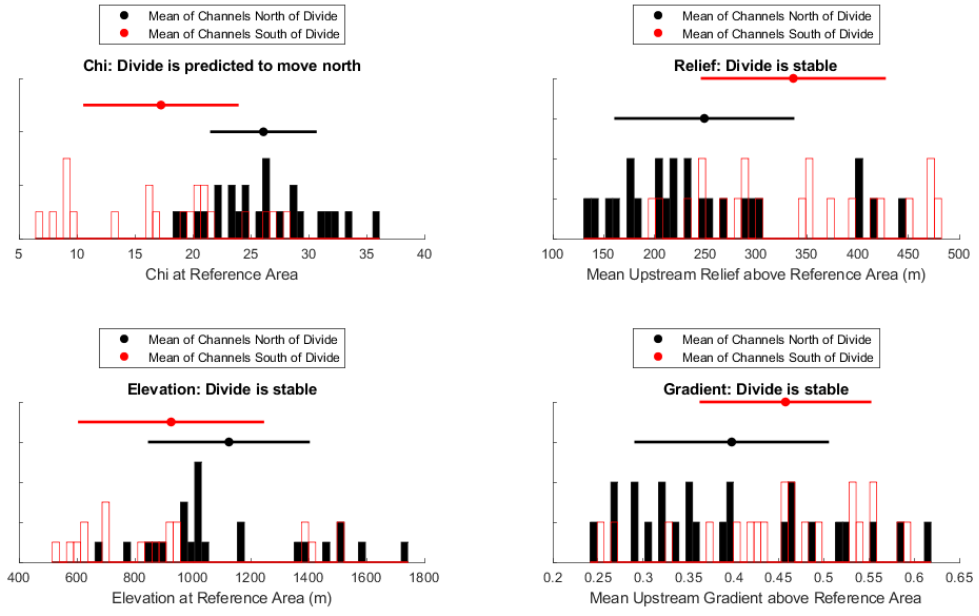 Mean of Channels North of Divide
Mean of Channels South of Divide
Chi: Divide is predicted to move north
5 10 15 20 25 30 35 40
Chi at Reference Area
Mean of Channels North of Divide
Mean of Channels South of Divide
Relief: Divide is stable
100 150 200 250 300 350 400 450 500
Mean Upstream Relief above Reference Area (m)
Mean of Channels North of Divide
Mean of Channels South of Divide
Elevation: Divide is stable
400 600 800 1000 1200 1400 1600 1800
Elevation at Reference Area (m)
Mean of Channels North of Divide
Mean of Channels South of Divide
Gradient: Divide is stable
0.2 0.25 0.3 0.35 0.4 0.45 0.5 0.55 0.6 0.65
Mean Upstream Gradient above Reference Area